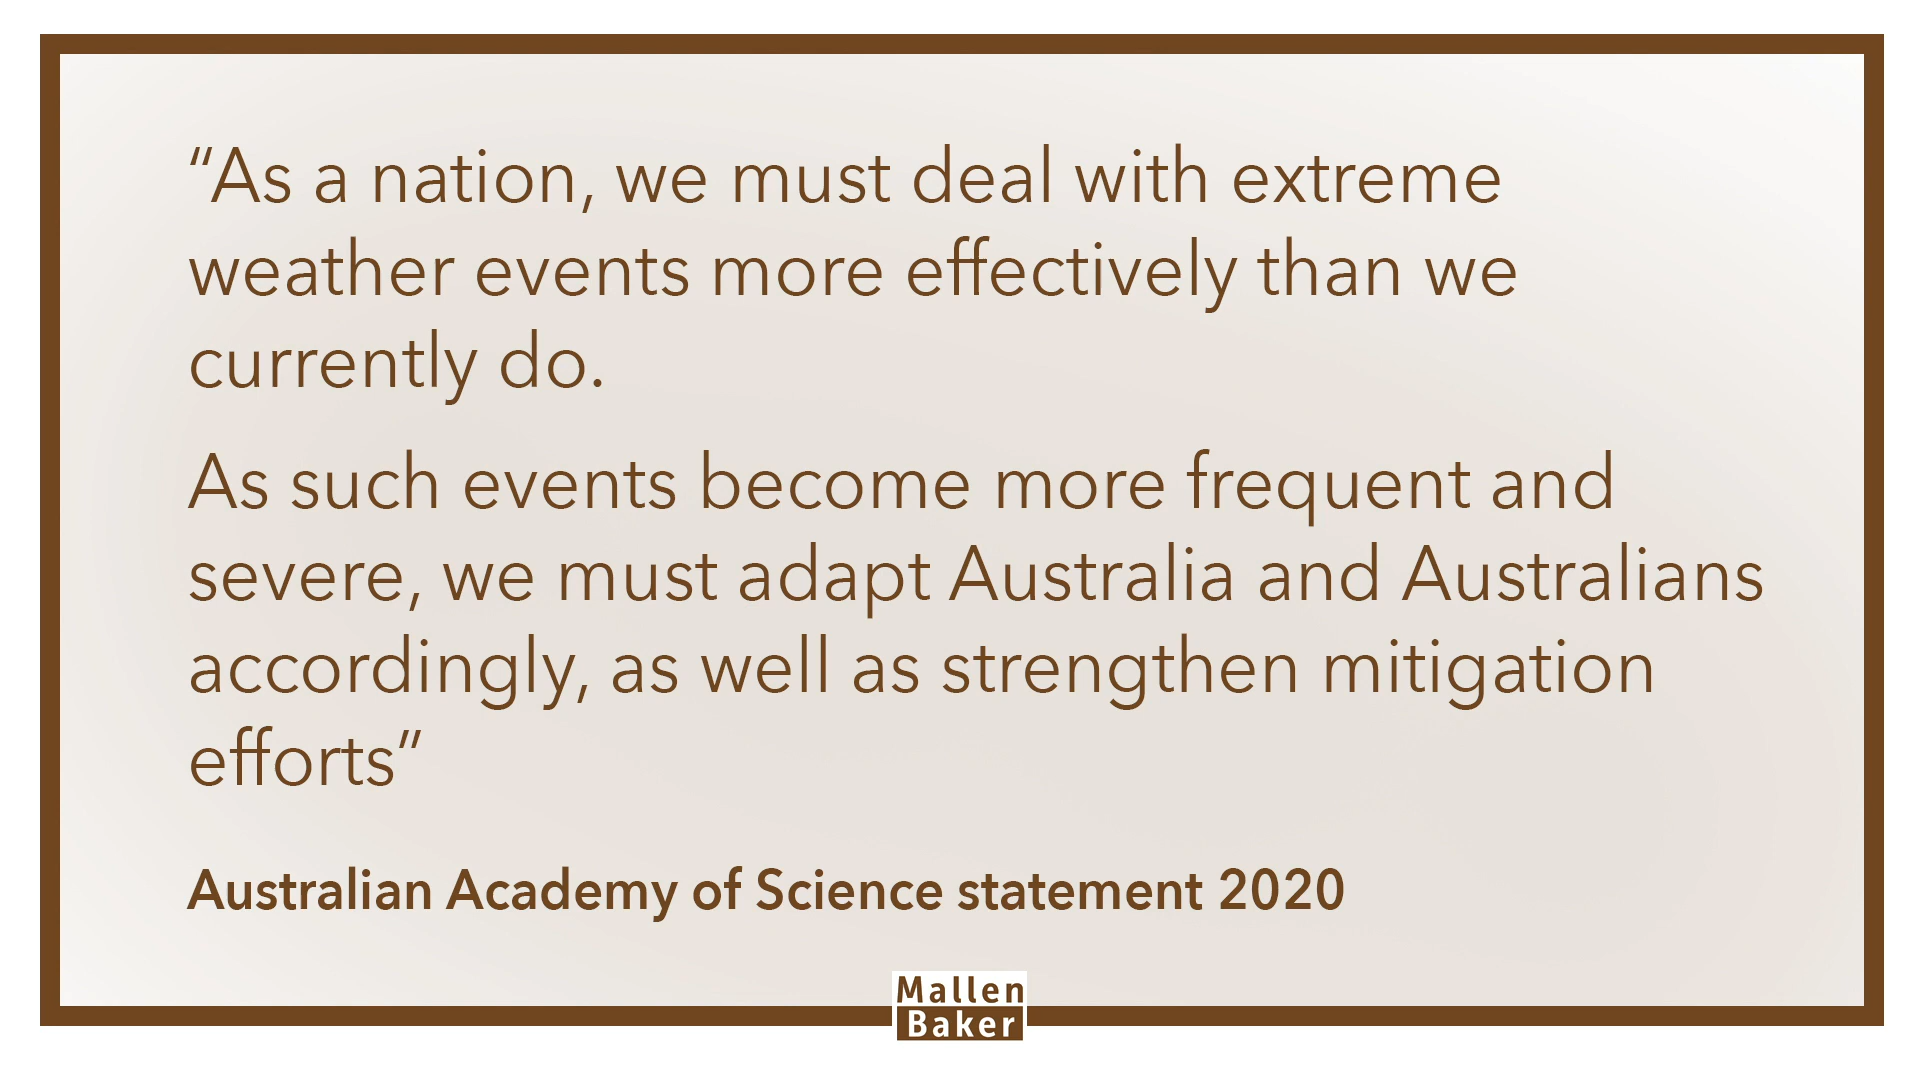 “As a nation, we must deal with extreme
weather events more effectively than we
currently do.
As such events become more frequent and
severe, we must adapt Australia and Australians
accordingly, as well as strengthen mitigation
efforts”
Australian Academy of Science statement 2020
Mallen
Baker